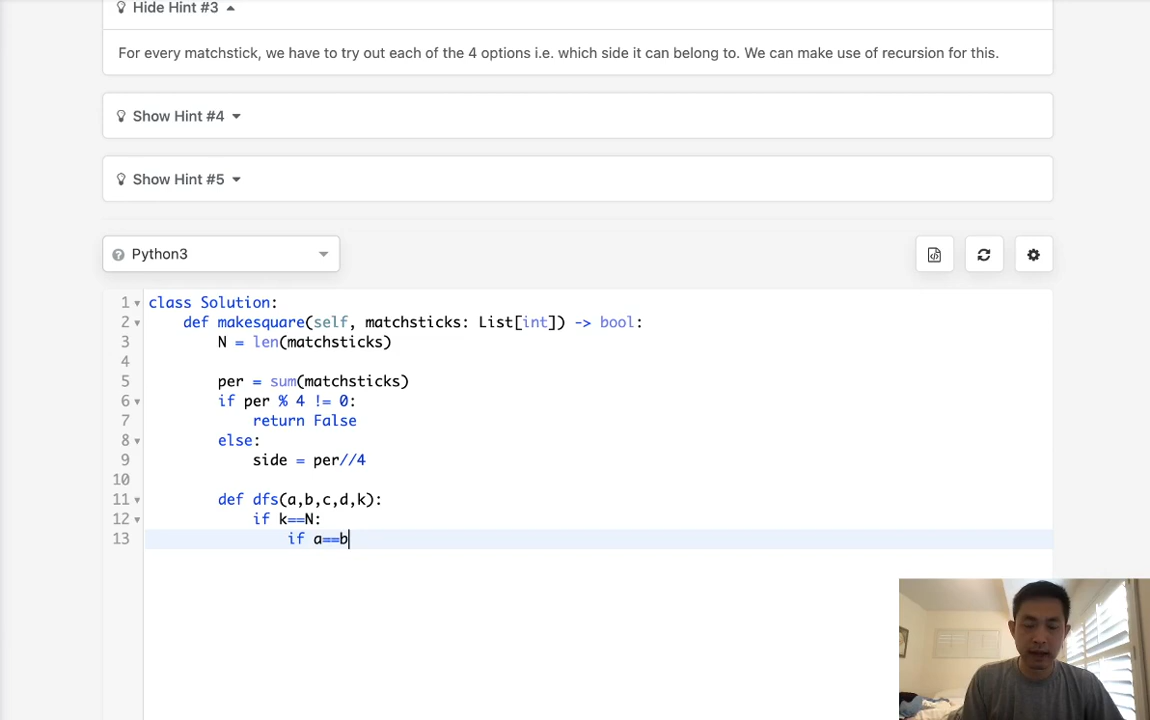 Hide Hint #3
For every matchstick, we have to try out each of the 4 options i.e. which side it can belong to. We can make use of recursion for this.
Show Hint #4
Show Hint #5
Python3
1 class Solution:
2 def makesquare(self, matchsticks: List[int]) -> bool:
3 N = len(matchsticks)
4
5 per = sum(matchsticks)
6 if per % 4 != 0:
7 return False
8 else:
9 side = per//4
10
11 def dfs(a,b,c,d,k):
12 if k==N:
13 if a==b